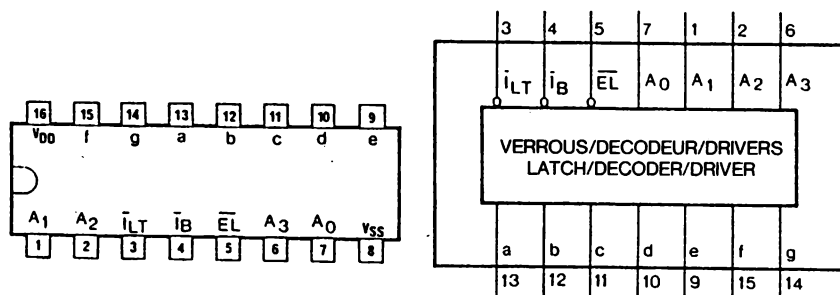 16 15 14 13 12 11 10 9
VDD f g a b c d e
A1 A2 ĪLT ĪB E̅L̅ A3 A0 VSS
1 2 3 4 5 6 7 8
3 4 5 7 1 2 6
ĪLT ĪB E̅L̅ A0 A1 A2 A3
VERROUS/DECODEUR/DRIVERS
LATCH/DECODER/DRIVER
a b c d e f g
13 12 11 10 9 15 14